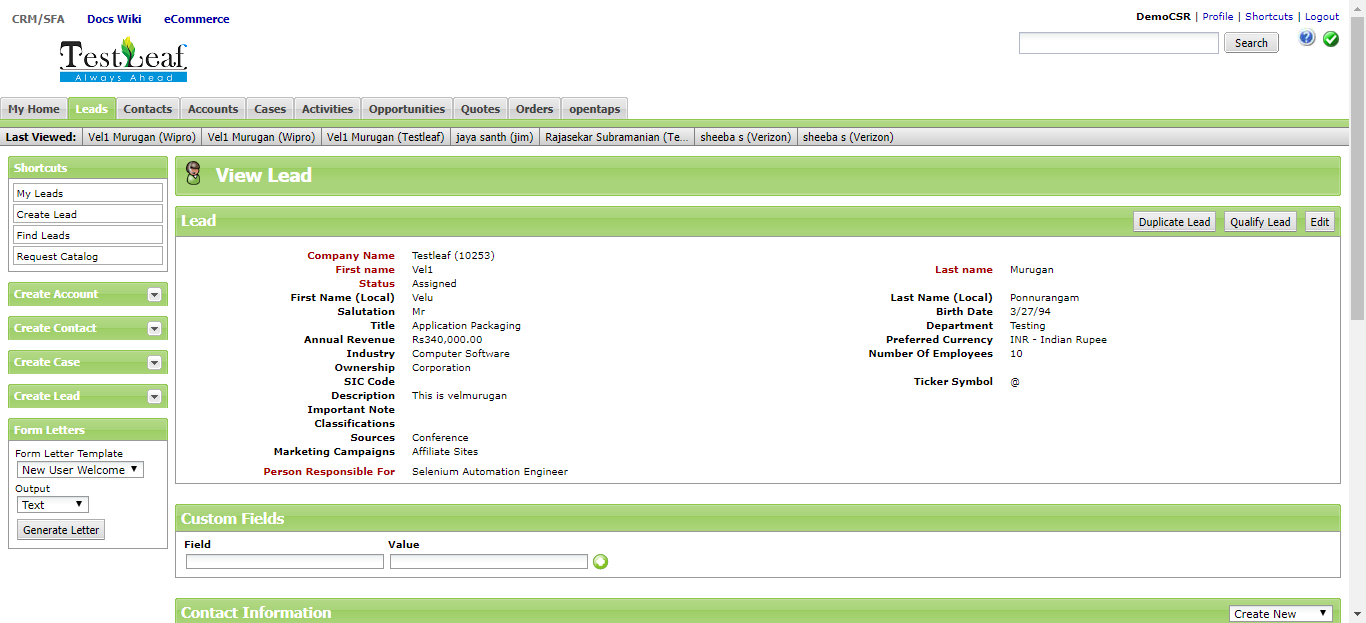 CRM/SFA Docs Wiki eCommerce
DemoCSR | Profile | Shortcuts | Logout
Search
TestLeaf
Always Ahead
My Home Leads Contacts Accounts Cases Activities Opportunities Quotes Orders opentaps
Last Viewed: Vel1 Murugan (Wipro) Vel1 Murugan (Wipro) Vel1 Murugan (Testleaf) jaya santh (jim) Rajasekar Subramanian (Te... sheeba s (Verizon) sheeba s (Verizon)
Shortcuts
My Leads
Create Lead
Find Leads
Request Catalog
Create Account
Create Contact
Create Case
Create Lead
Form Letters
Form Letter Template
New User Welcome
Output
Text
Generate Letter
View Lead
Lead Duplicate Lead Qualify Lead Edit
Company Name Testleaf (10253)
First name Vel1 Last name Murugan
Status Assigned
First Name (Local) Velu Last Name (Local) Ponnurangam
Salutation Mr Birth Date 3/27/94
Title Application Packaging Department Testing
Annual Revenue Rs340,000.00 Preferred Currency INR - Indian Rupee
Industry Computer Software Number Of Employees 10
Ownership Corporation
SIC Code Ticker Symbol @
Description This is velmurugan
Important Note
Classifications
Sources Conference
Marketing Campaigns Affiliate Sites
Person Responsible For Selenium Automation Engineer
Custom Fields
Field Value
Contact Information Create New